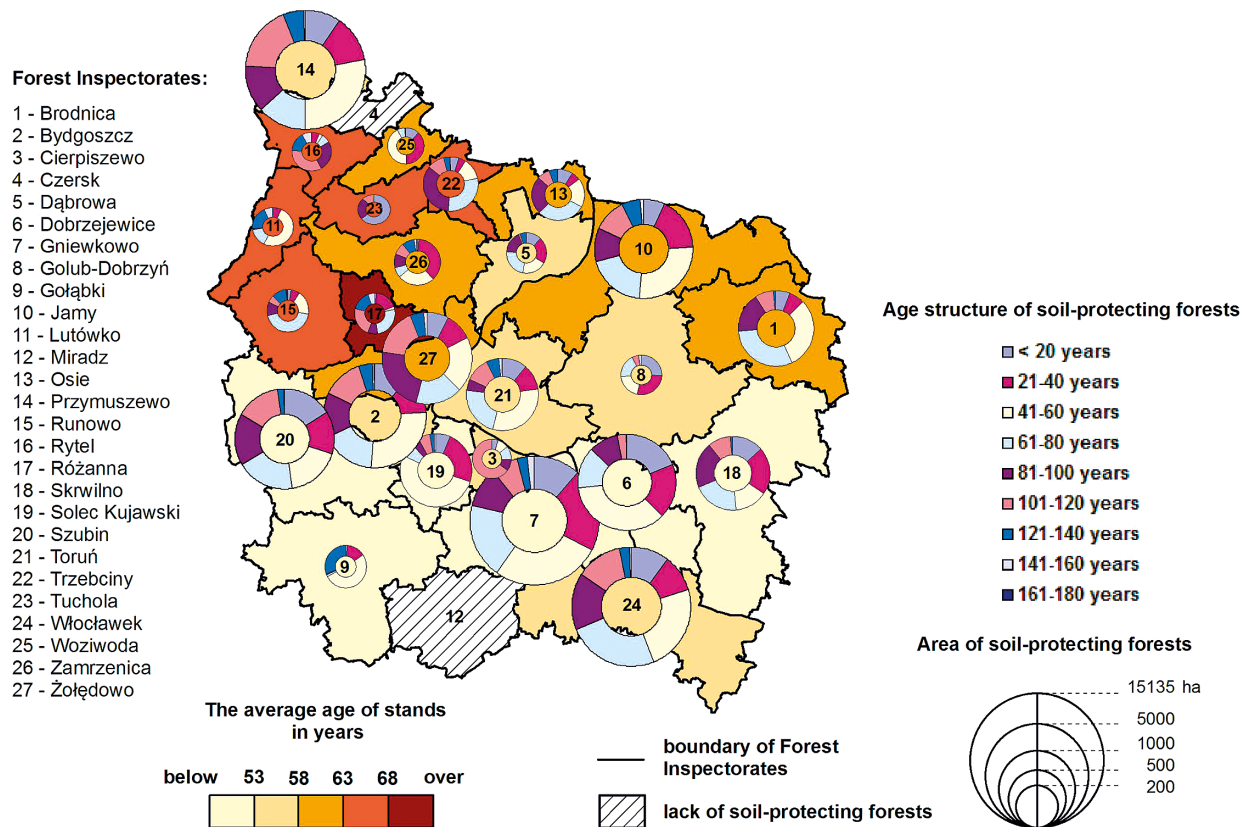 Forest Inspectorates:
1 - Brodnica
2 - Bydgoszcz
3 - Cierpiszewo
4 - Czersk
5 - Dąbrowa
6 - Dobrzejewice
7 - Gniewkowo
8 - Golub-Dobrzyń
9 - Gołąbki
10 - Jamy
11 - Lutówko
12 - Miradz
13 - Osie
14 - Przymuszewo
15 - Runowo
16 - Rytel
17 - Różanna
18 - Skrwilno
19 - Solec Kujawski
20 - Szubin
21 - Toruń
22 - Trzebciny
23 - Tuchola
24 - Włocławek
25 - Woziwoda
26 - Zamrzenica
27 - Żołędowo
14
4
25
16
22
13
23
11
5
10
26
15
17
1
27
8
21
2
20
19
3
18
6
7
9
24
12
Age structure of soil-protecting forests
< 20 years
21-40 years
41-60 years
61-80 years
81-100 years
101-120 years
121-140 years
141-160 years
161-180 years
Area of soil-protecting forests
15135 ha
5000
1000
500
200
The average age of stands
in years
below 53 58 63 68 over
boundary of Forest
Inspectorates
lack of soil-protecting forests